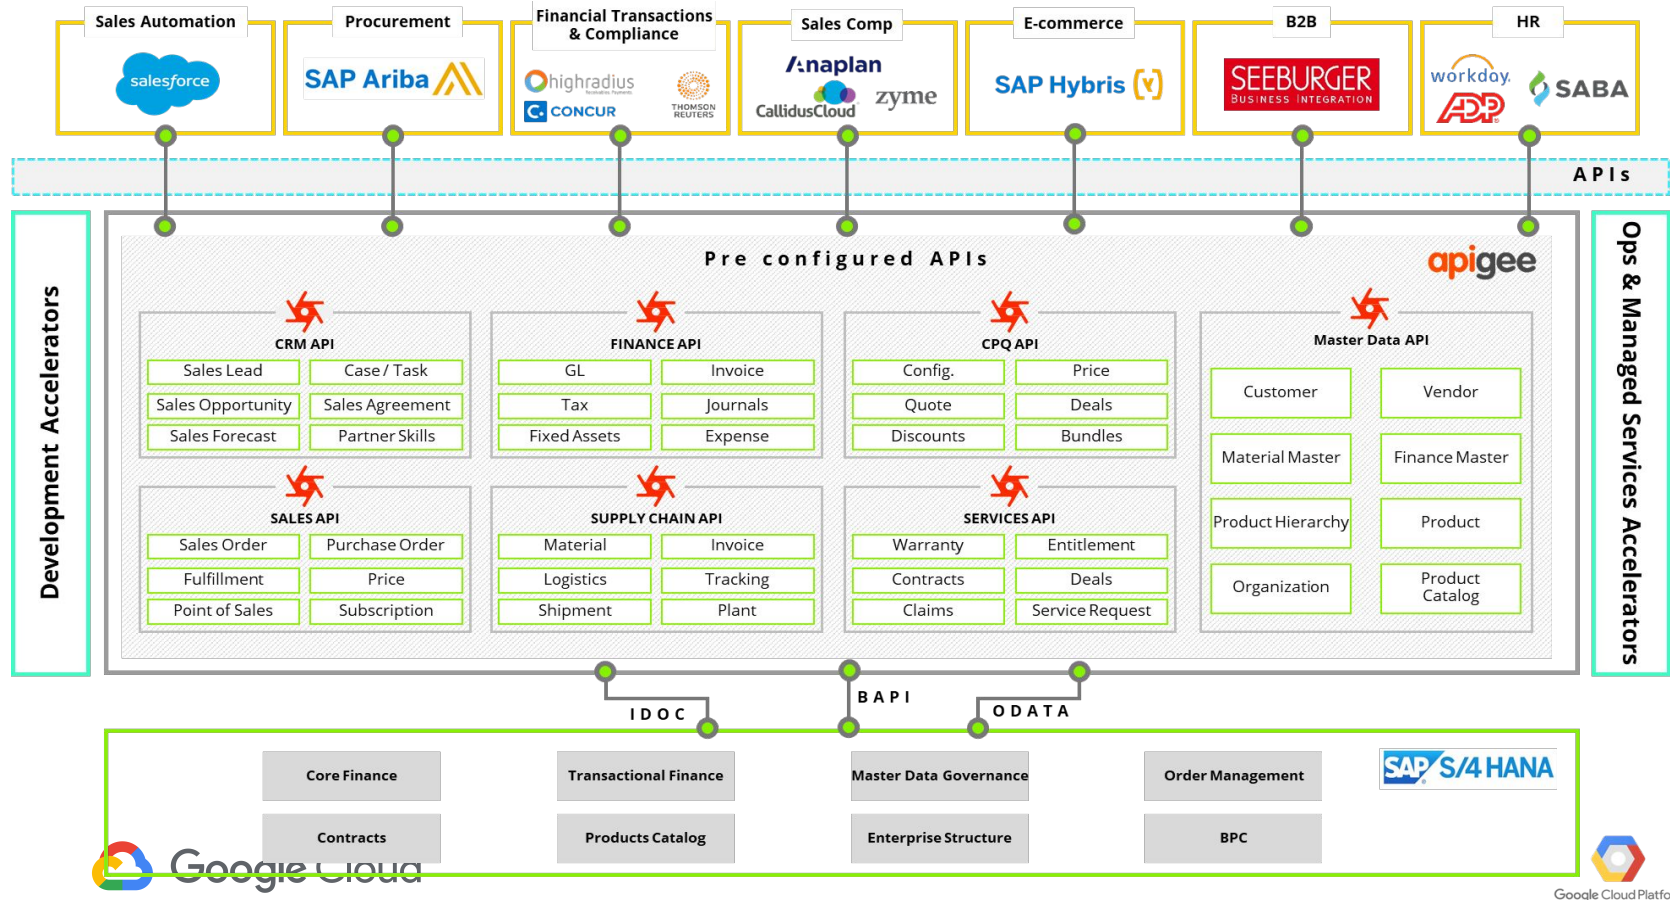 Sales Automation
Procurement
Financial Transactions
& Compliance
Sales Comp
E-commerce
B2B
HR
salesforce
SAP Ariba
highradius
CONCUR
THOMSON
REUTERS
Anaplan
CallidusCloud
zyme
SAP Hybris
SEEBURGER
BUSINESS INTEGRATION
workday.
ADP
SABA
APIs
Development Accelerators
Ops & Managed Services Accelerators
Pre configured APIs
apigee
CRM API
Sales Lead
Case / Task
Sales Opportunity
Sales Agreement
Sales Forecast
Partner Skills
FINANCE API
GL
Invoice
Tax
Journals
Fixed Assets
Expense
CPQ API
Config.
Price
Quote
Deals
Discounts
Bundles
Master Data API
Customer
Vendor
Material Master
Finance Master
Product Hierarchy
Product
Organization
Product
Catalog
SALES API
Sales Order
Purchase Order
Fulfillment
Price
Point of Sales
Subscription
SUPPLY CHAIN API
Material
Invoice
Logistics
Tracking
Shipment
Plant
SERVICES API
Warranty
Entitlement
Contracts
Deals
Claims
Service Request
IDOC
BAPI
ODATA
Core Finance
Transactional Finance
Master Data Governance
Order Management
SAP S/4 HANA
Contracts
Products Catalog
Enterprise Structure
BPC
Google Cloud
Google Cloud Platfo